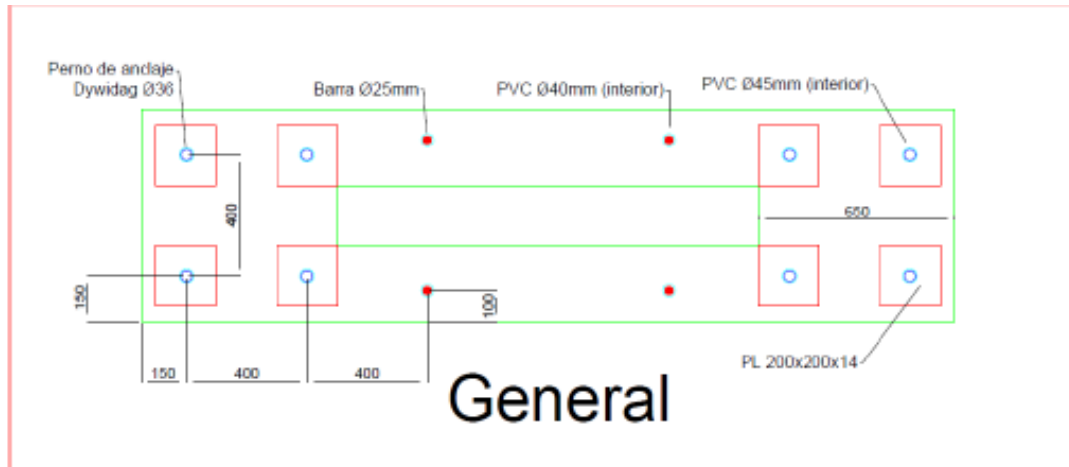 Perno de anclaje
Dywidag Ø36
Barra Ø25mm
PVC Ø40mm (interior)
PVC Ø45mm (interior)
400
650
150
100
150
400
400
PL 200x200x14
General